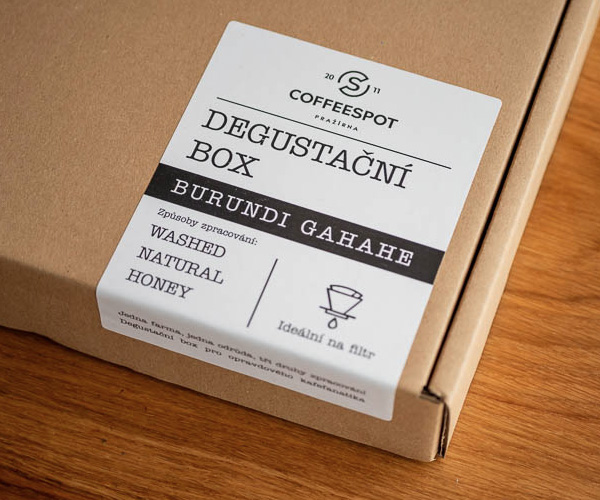 20 11
COFFEESPOT
PRAŽÍRNA
DEGUSTAČNÍ
BOX
BURUNDI GAHAHE
Způsoby zpracování:
WASHED
NATURAL
HONEY
Ideální na filtr
Jedna farma, jedna odrůda, tři druhy zpracování
Degustační box pro opravdového kafefanatika